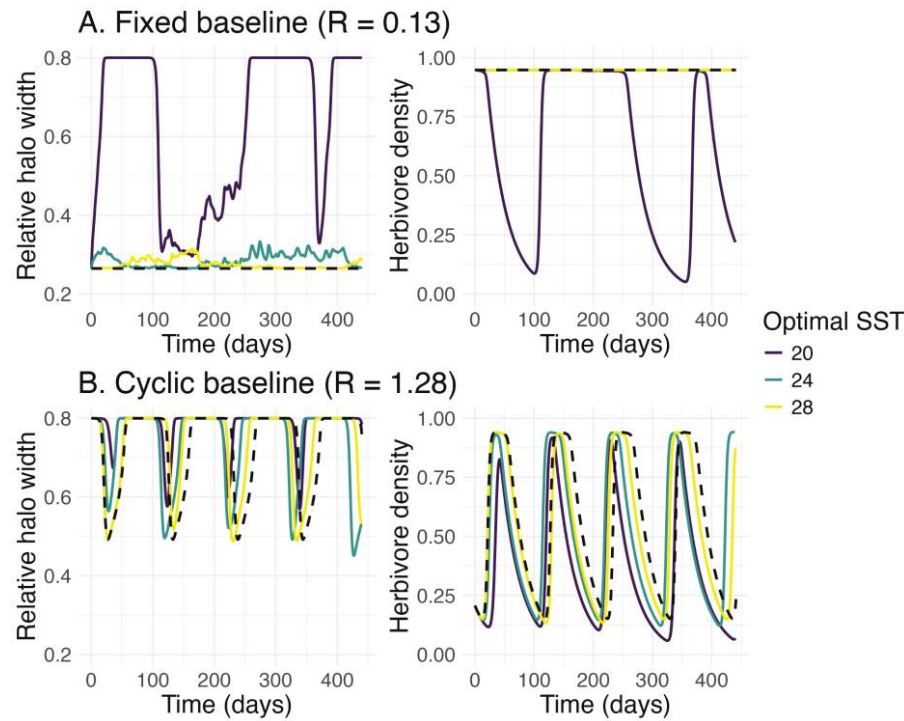 A. Fixed baseline (R = 0.13)
Relative halo width
0.8
0.6
0.4
0.2
0 100 200 300 400
Time (days)
Herbivore density
1.00
0.75
0.50
0.25
0.00
0 100 200 300 400
Time (days)
Optimal SST
20
24
28
B. Cyclic baseline (R = 1.28)
Relative halo width
0.8
0.6
0.4
0.2
0 100 200 300 400
Time (days)
Herbivore density
1.00
0.75
0.50
0.25
0.00
0 100 200 300 400
Time (days)